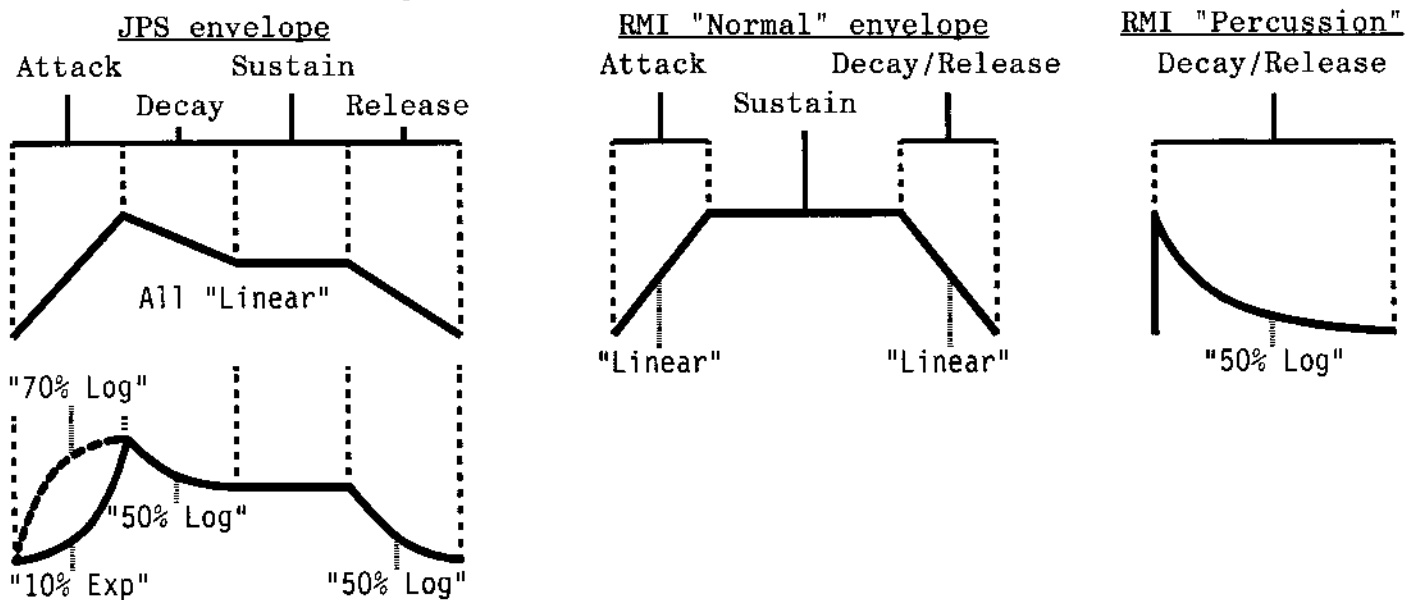 JPS envelope
Attack
Sustain
Decay
Release
All "Linear"
"70% Log"
"50% Log"
"10% Exp"
"50% Log"
RMI "Normal" envelope
Attack
Decay/Release
Sustain
"Linear"
"Linear"
RMI "Percussion"
Decay/Release
"50% Log"